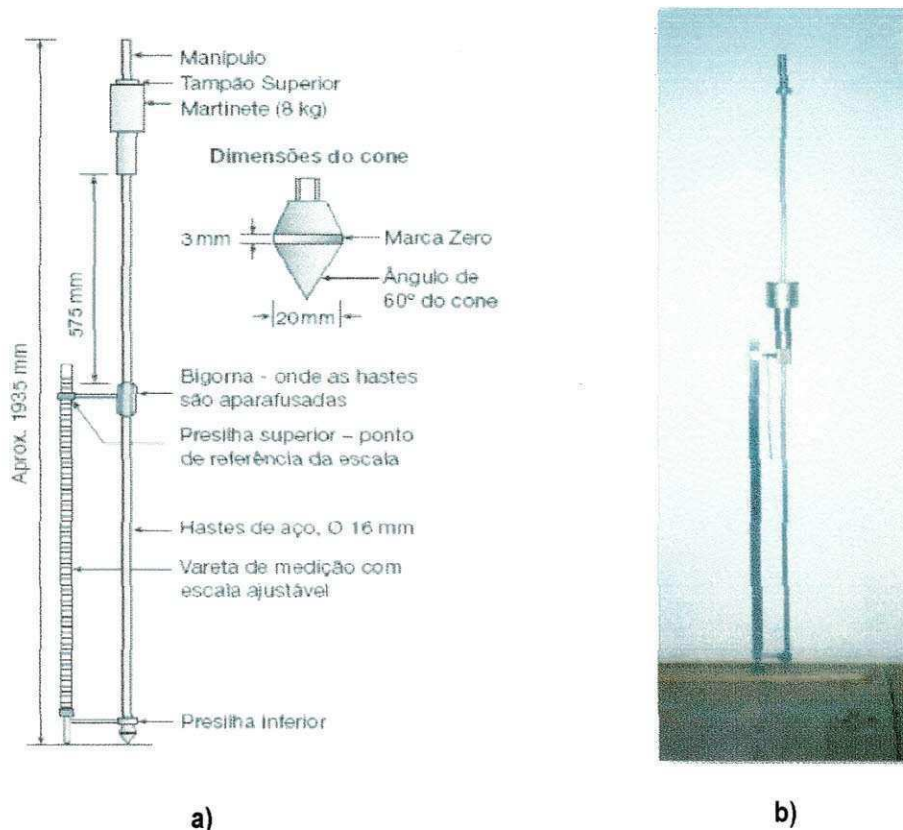 Manípulo
Tampão Superior
Martinete (8 kg)
Dimensões do cone
3 mm
Marca Zero
Ângulo de
60º do cone
20mm
575 mm
Aprox. 1935 mm
Bigorna - onde as hastes
são aparafusadas
Presilha superior – ponto
de referência da escala
Hastes de aço, Ø 16 mm
Vareta de medição com
escala ajustável
Presilha inferior
a)
b)